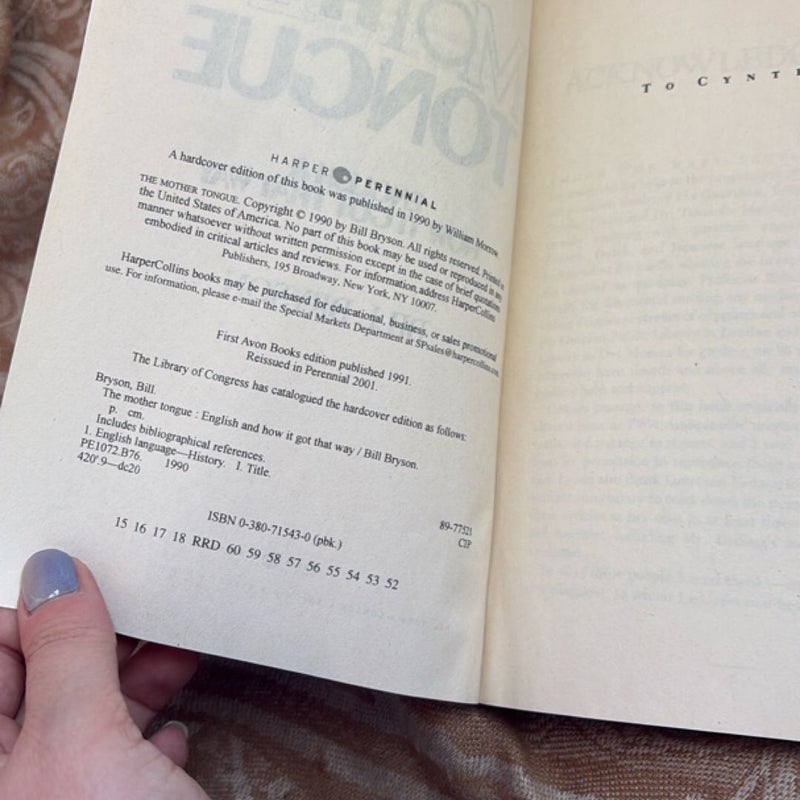 TONGUE
HARPER PERENNIAL
A hardcover edition of this book was published in 1990 by William Morrow
THE MOTHER TONGUE. Copyright © 1990 by Bill Bryson. All rights reserved. Printed in
the United States of America. No part of this book may be used or reproduced in any
manner whatsoever without written permission except in the case of brief quotations
embodied in critical articles and reviews. For information, address HarperCollins
Publishers, 195 Broadway, New York, NY 10007.
HarperCollins books may be purchased for educational, business, or sales promotional
use. For information, please e-mail the Special Markets Department at SPsales@harpercollins.com.
First Avon Books edition published 1991.
Reissued in Perennial 2001.
The Library of Congress has catalogued the hardcover edition as follows:
Bryson, Bill.
The mother tongue : English and how it got that way / Bill Bryson.
p. cm.
Includes bibliographical references.
1. English language—History. I. Title.
PE1072.B76. 1990
420'.9—dc20
89-77521
CIP
ISBN 0-380-71543-0 (pbk.)
15 16 17 18 RRD 60 59 58 57 56 55 54 53 52
TO CYNT